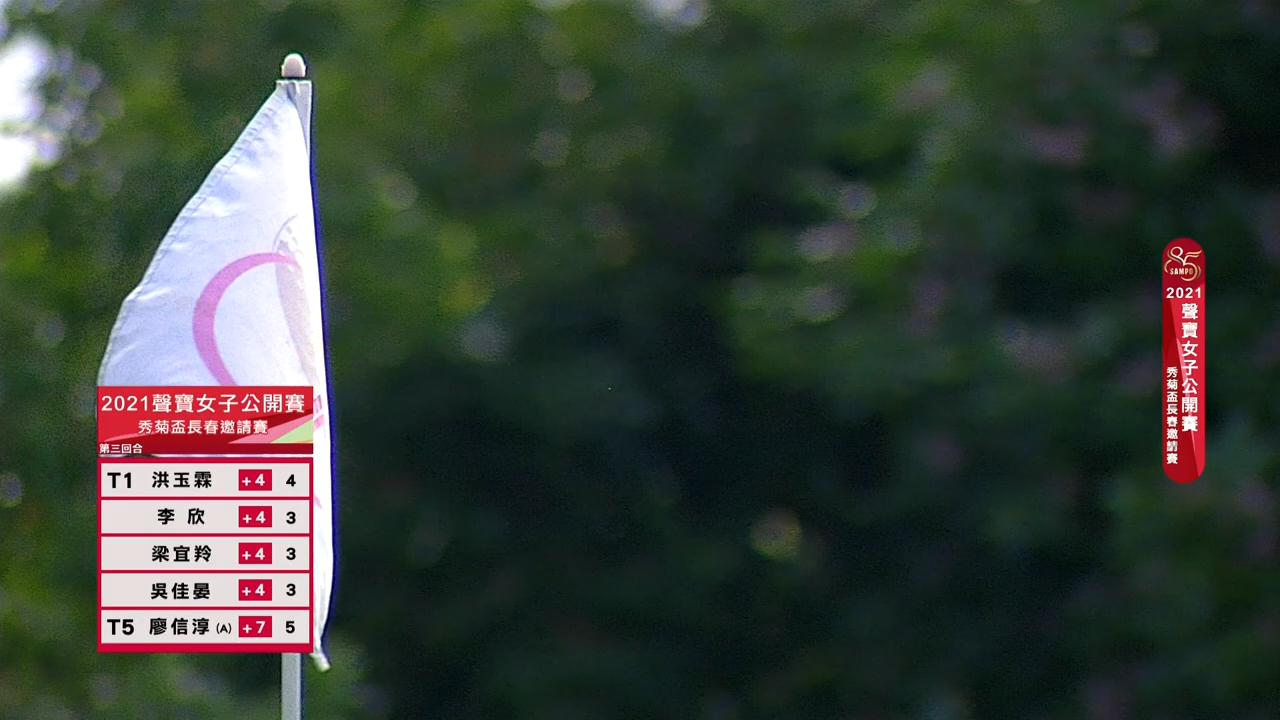 2021聲寶女子公開賽
秀菊盃長春邀請賽
第三回合
T1 洪玉霖 +4 4
李欣 +4 3
梁宜羚 +4 3
吳佳晏 +4 3
T5 廖信淳 (A) +7 5
85
SAMPO
2021
聲寶女子公開賽
秀菊盃長春邀請賽